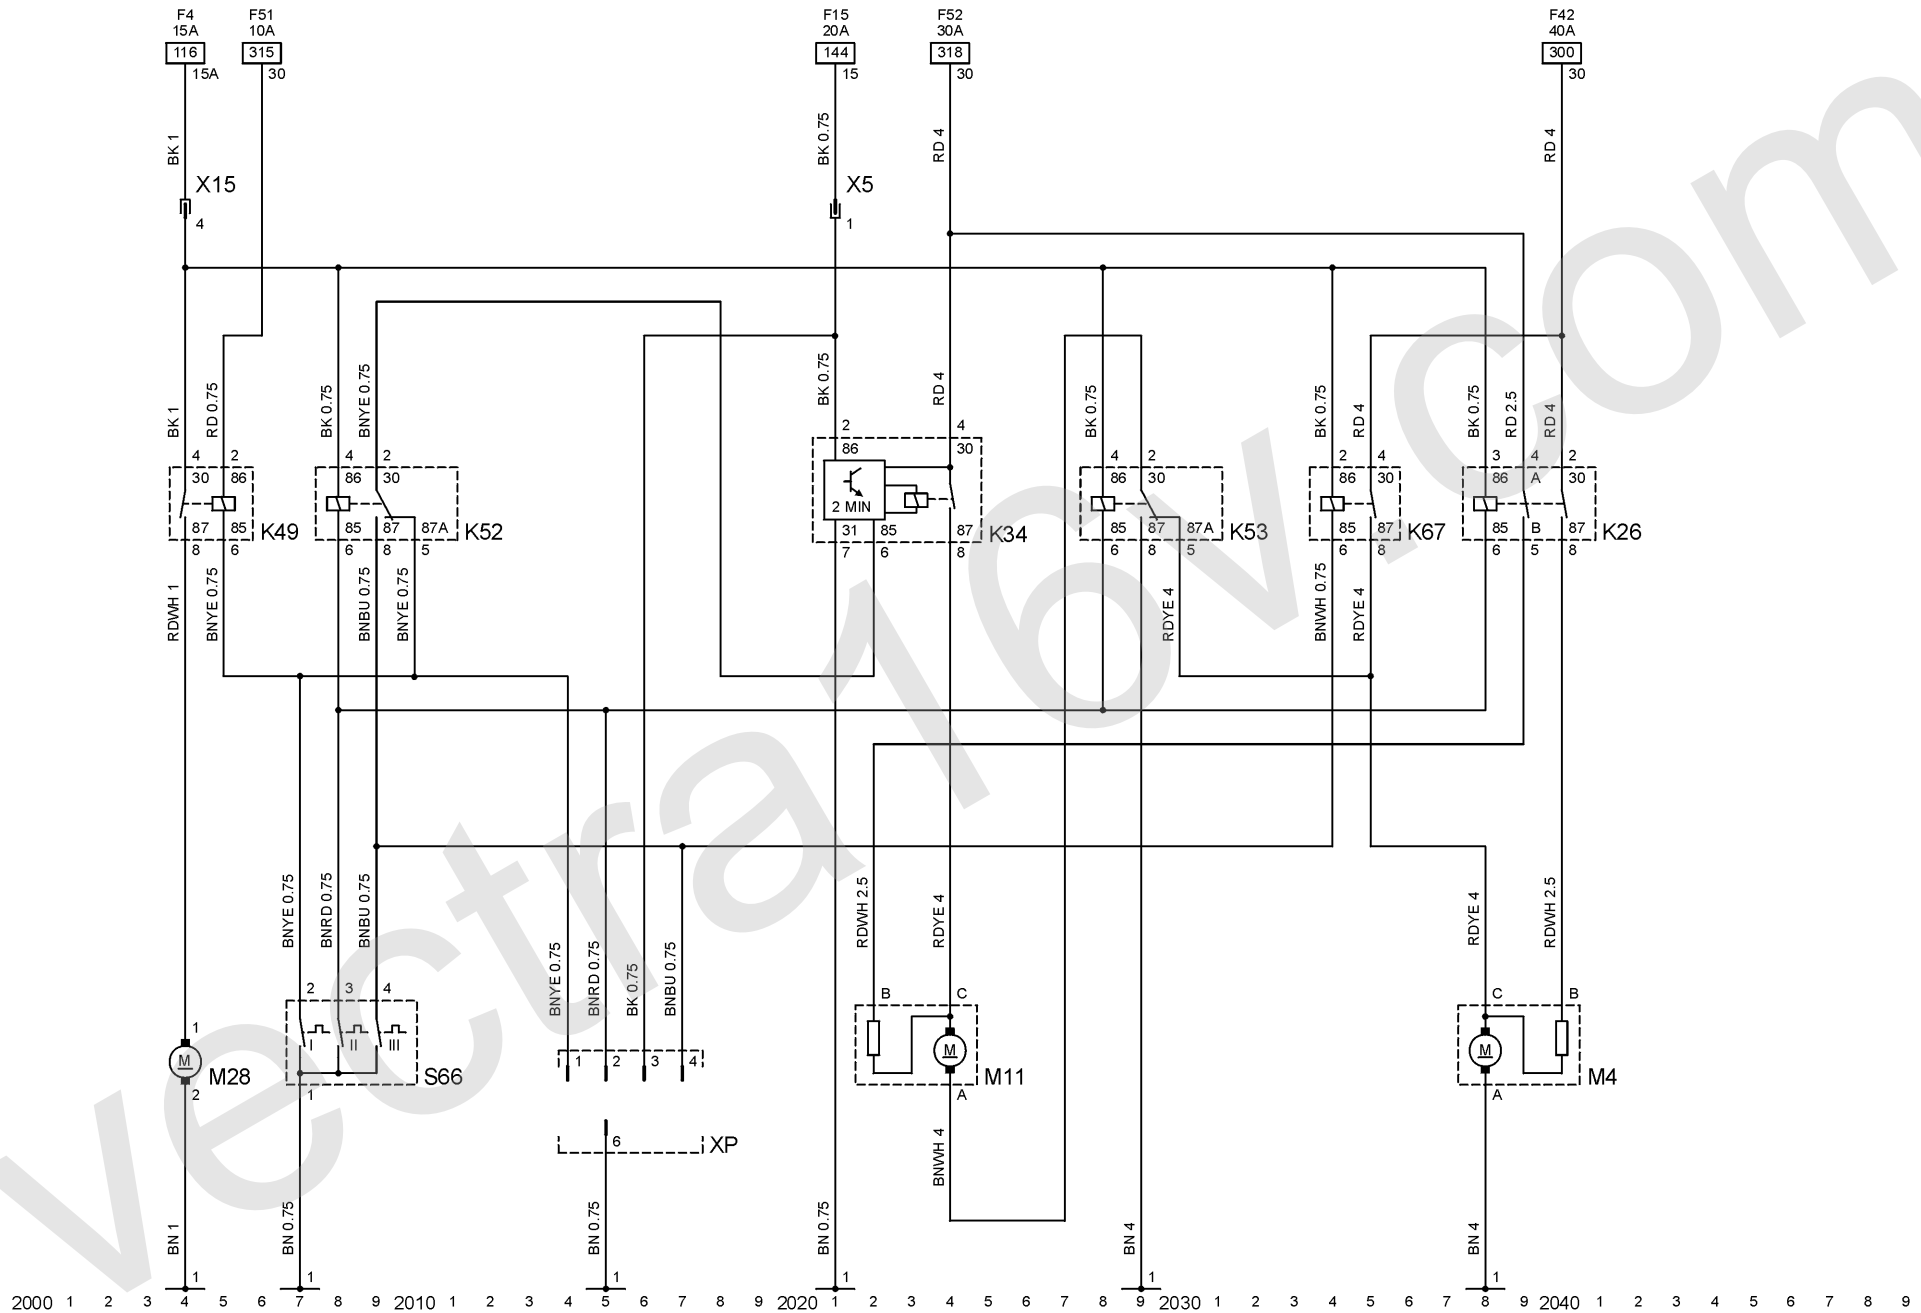 F4 F51 F15 F52 F42
15A 10A 20A 30A 40A
116 315 144 318 300
15A 30 15 30 30
BK 1 BK 0.75 RD 4 RD 4
X15 X5
4 1
BK 1 RD 0.75 BK 0.75 BNYE 0.75 BK 0.75 RD 4 BK 0.75 BK 0.75 RD 4 BK 0.75 RD 2.5 RD 4
2 4
86 30
4 2 4 2 4 2 2 4 3 4 2
30 86 86 30 86 30 86 30 86 A 30
2 MIN
87 85 85 87 87A 31 85 87 85 87 87A 85 87 85 B 87
K49 K52 K34 K53 K67 K26
8 6 6 8 5 7 6 8 6 8 5 6 8 6 5 8
RDWH 1 BNYE 0.75 BNBU 0.75 BNYE 0.75 RDYE 4 BNWH 0.75 RDYE 4
BNYE 0.75 BNRD 0.75 BNBU 0.75 RDWH 2.5 RDYE 4 RDYE 4 RDWH 2.5
BNYE 0.75 BNRD 0.75 BK 0.75 BNBU 0.75
2 3 4 B C C B
1
M I II III 1 2 3 4 M M
M28 S66 M11 M4
2 1 A A
6 XP
BNWH 4
BN 1 BN 0.75 BN 0.75 BN 0.75 BN 4 BN 4
1 1 1 1 1 1
2000 1 2 3 4 5 6 7 8 9 2010 1 2 3 4 5 6 7 8 9 2020 1 2 3 4 5 6 7 8 9 2030 1 2 3 4 5 6 7 8 9 2040 1 2 3 4 5 6 7 8 9
vectra16v.com